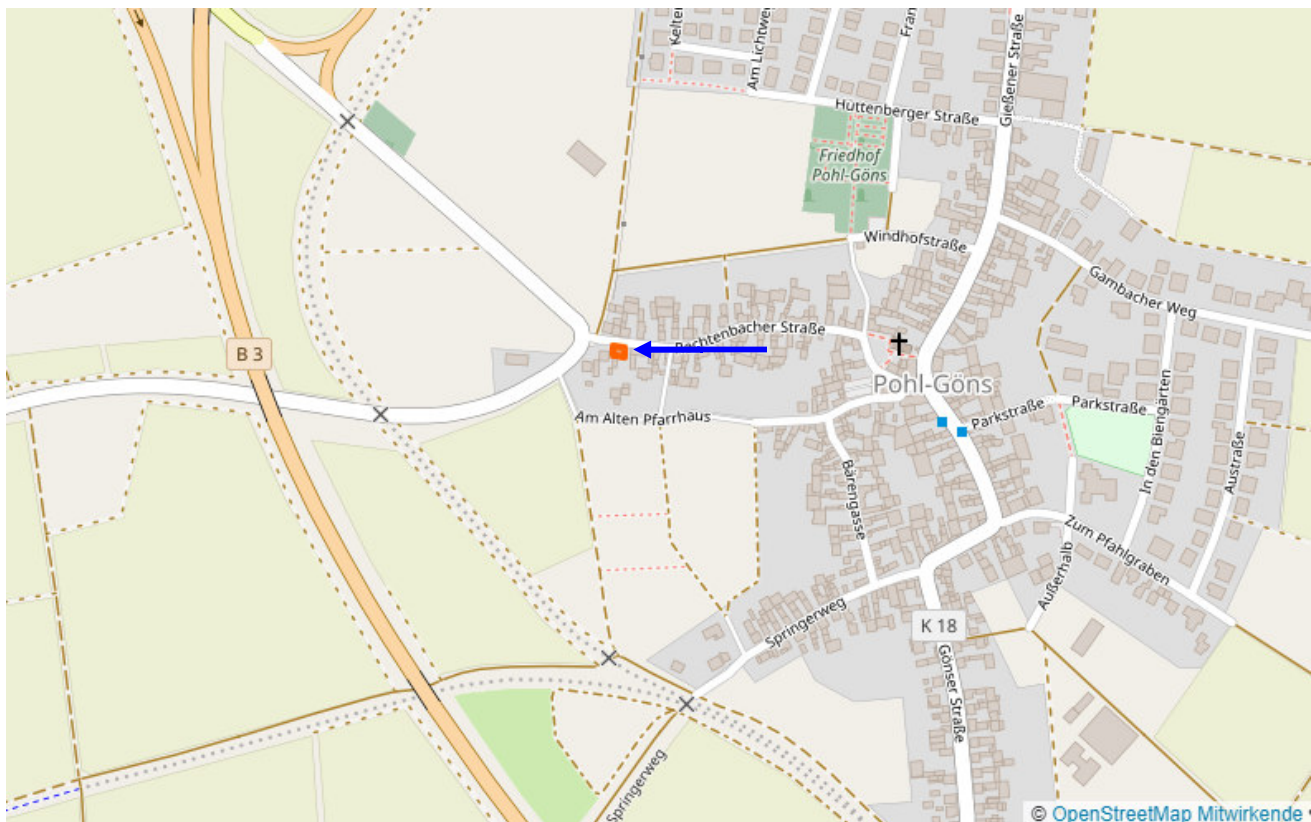 Kelten
Am Lichtweg
Fran
Gießener Straße
Hüttenberger Straße
Friedhof
Pohl-Göns
Windhofstraße
Gambacher Weg
Rechtenbacher Straße
B 3
Pohl-Göns
Am Alten Pfarrhaus
Parkstraße
Parkstraße
In den Biengärten
Austraße
Bärengasse
Zum Pfahlgraben
Außerhalb
Springerweg
K 18
Gönser Straße
Springerweg
© OpenStreetMap Mitwirkende